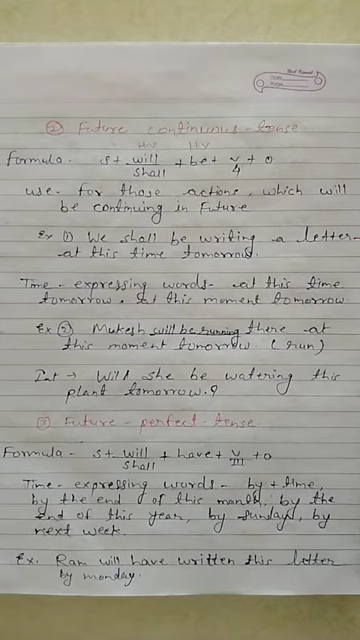 ② Future continuous-tense
H.V H.V
Formula- S+ will/shall + be + V/4 + O
use- for those actions, which will
be continuing in Future
Ex ① We shall be writing a letter
at this time tomorrow.
Time- expressing words- at this time
tomorrow, at this moment tomorrow
Ex ② Mukesh will be running there at
this moment tomorrow. (run)
Int → Will she be watering this
plant tomorrow?
③ Future-perfect-tense
Formula- S+ will/shall + have + V/III + O
Time- expressing words- by + time,
by the end of this month, by the
end of this year, by sunday, by
next week.
Ex. Ram will have written this letter
by monday.